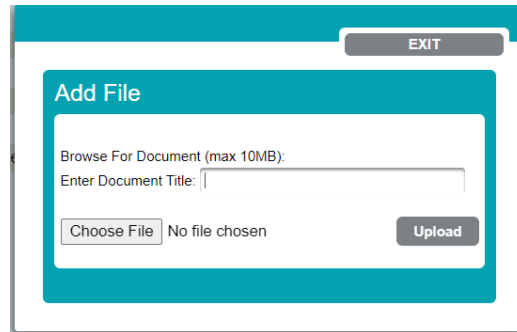 EXIT
Add File
Browse For Document (max 10MB):
Enter Document Title:
Choose File No file chosen
Upload